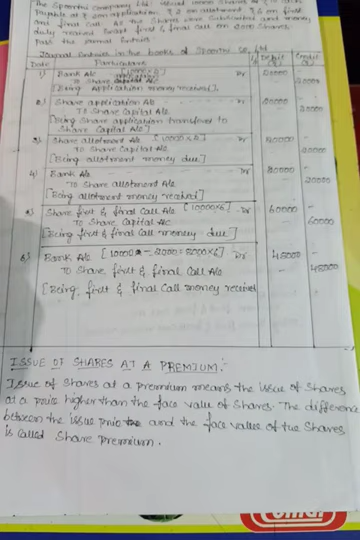 The Spoorthi company Ltd. issued 10000 shares of
Payable at ₹ 2 on application, ₹ 2 on allotment ₹ 6 on first
and final call. All the shares were subscribed and money
duly received Except first & final call on 2000 shares.
Pass the Journal Entries.
Journal Entries in the books of Spoorthi co, Ltd
Date Particulars LF Debit (₹) Credit (₹)
1) Bank A/c [10000×2] Dr 20000 -
To Share application A/c - 20000
[Being Application money received].
2) Share application A/c Dr 20000 -
To Share Capital A/c - 20000
[Being Share application transfer to
Share Capital A/c]
3) Share allotment A/c Dr
To Share Capital A/c - 20000
[Being allotment money due]
4) Bank A/c - Dr
To Share allotment A/c - 20000
[Being allotment money received]
5) Share first & final Call A/c [10000×6] Dr 60000 -
To Share Capital A/c - 60000
[Being first & final Call money due]
6) Bank A/c [10000 - 2000 = 8000×6] - Dr 48000 -
To Share first & final Call A/c - 48000
[Being, first & final Call money received
ISSUE OF SHARES AT A PREMIUM:-
Issue of Shares at a premium means the issue of Shares
at a price higher than the face value of Shares. The difference
between the issue price and the face value of the Shares
is Called Share Premium.